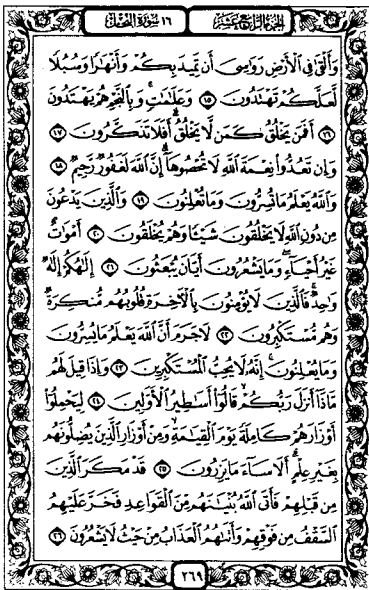 الجزء الرابع عشر
١٦ سورة النحل
وَأَلْقَىٰ فِي الْأَرْضِ رَوَاسِيَ أَن تَمِيدَ بِكُمْ وَأَنْهَارًا وَسُبُلًا
لَعَلَّكُمْ تَهْتَدُونَ ١٥ وَعَلَامَاتٍ وَبِالنَّجْمِ هُمْ يَهْتَدُونَ
١٦ أَفَمَن يَخْلُقُ كَمَن لَا يَخْلُقُ أَفَلَا تَذَكَّرُونَ ١٧
وَإِن تَعُدُّوا نِعْمَةَ اللَّهِ لَا تُحْصُوهَا إِنَّ اللَّهَ لَغَفُورٌ رَحِيمٌ ١٨
وَاللَّهُ يَعْلَمُ مَا تُسِرُّونَ وَمَا تُعْلِنُونَ ١٩ وَالَّذِينَ يَدْعُونَ
مِن دُونِ اللَّهِ لَا يَخْلُقُونَ شَيْئًا وَهُمْ يُخْلَقُونَ ٢٠ أَمْوَاتٌ
غَيْرُ أَحْيَاءٍ وَمَا يَشْعُرُونَ أَيَّانَ يُبْعَثُونَ ٢١ إِلَٰهُكُمْ إِلَٰهٌ
وَاحِدٌ فَالَّذِينَ لَا يُؤْمِنُونَ بِالْآخِرَةِ قُلُوبُهُم مُّنكِرَةٌ
وَهُم مُّسْتَكْبِرُونَ ٢٢ لَا جَرَمَ أَنَّ اللَّهَ يَعْلَمُ مَا يُسِرُّونَ
وَمَا يُعْلِنُونَ إِنَّهُ لَا يُحِبُّ الْمُسْتَكْبِرِينَ ٢٣ وَإِذَا قِيلَ لَهُم
مَّاذَا أَنزَلَ رَبُّكُمْ قَالُوا أَسَاطِيرُ الْأَوَّلِينَ ٢٤ لِيَحْمِلُوا
أَوْزَارَهُمْ كَامِلَةً يَوْمَ الْقِيَامَةِ وَمِنْ أَوْزَارِ الَّذِينَ يُضِلُّونَهُم
بِغَيْرِ عِلْمٍ أَلَا سَاءَ مَا يَزِرُونَ ٢٥ قَدْ مَكَرَ الَّذِينَ
مِن قَبْلِهِمْ فَأَتَى اللَّهُ بُنْيَانَهُم مِّنَ الْقَوَاعِدِ فَخَرَّ عَلَيْهِمُ
السَّقْفُ مِن فَوْقِهِمْ وَأَتَاهُمُ الْعَذَابُ مِنْ حَيْثُ لَا يَشْعُرُونَ ٢٦
٢٦٩